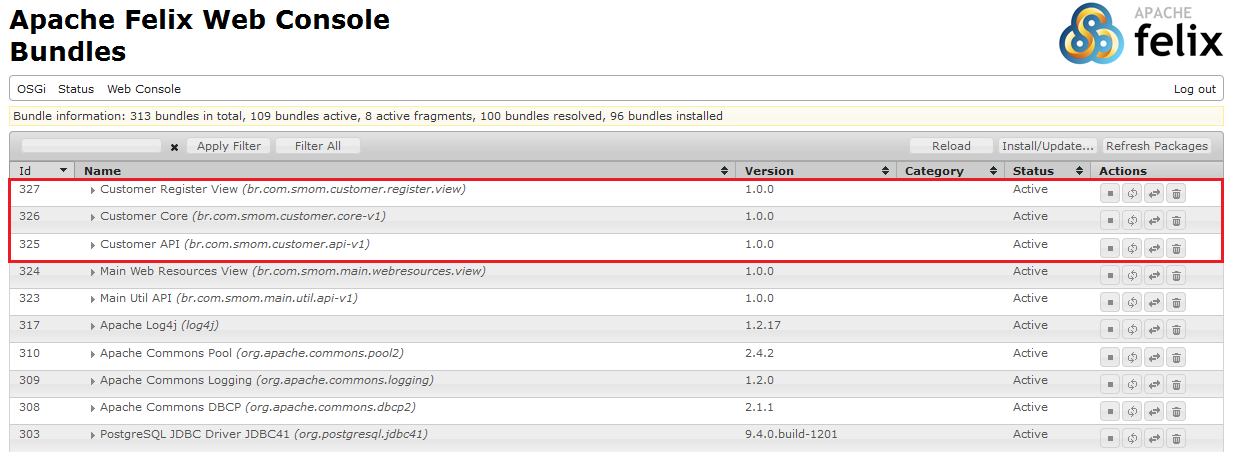 Apache Felix Web Console
Bundles
APACHE
felix
OSGi Status Web Console Log out
Bundle information: 313 bundles in total, 109 bundles active, 8 active fragments, 100 bundles resolved, 96 bundles installed
Apply Filter Filter All Reload Install/Update... Refresh Packages
Id Name Version Category Status Actions
327 Customer Register View (br.com.smom.customer.register.view) 1.0.0 Active
326 Customer Core (br.com.smom.customer.core-v1) 1.0.0 Active
325 Customer API (br.com.smom.customer.api-v1) 1.0.0 Active
324 Main Web Resources View (br.com.smom.main.webresources.view) 1.0.0 Active
323 Main Util API (br.com.smom.main.util.api-v1) 1.0.0 Active
317 Apache Log4j (log4j) 1.2.17 Active
310 Apache Commons Pool (org.apache.commons.pool2) 2.4.2 Active
309 Apache Commons Logging (org.apache.commons.logging) 1.2.0 Active
308 Apache Commons DBCP (org.apache.commons.dbcp2) 2.1.1 Active
303 PostgreSQL JDBC Driver JDBC41 (org.postgresql.jdbc41) 9.4.0.build-1201 Active